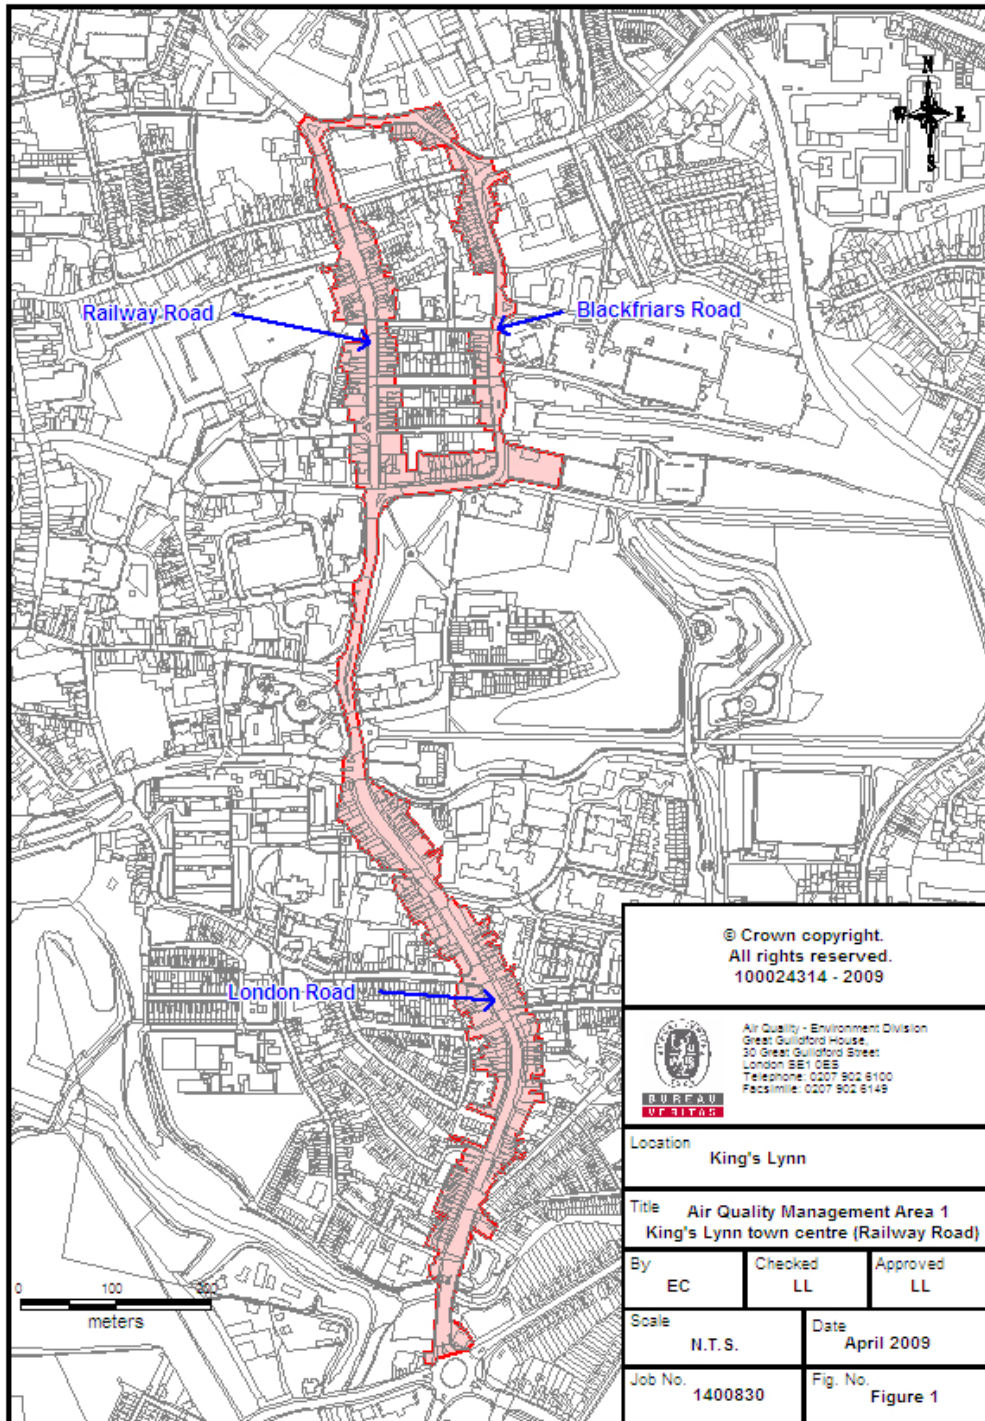 N
E
S
Railway Road
Blackfriars Road
London Road
0 100 200
meters
© Crown copyright.
All rights reserved.
100024314 - 2009
BUREAU
VERITAS
Air Quality - Environment Division
Great Guildford House,
30 Great Guildford Street
London SE1 0ES
Telephone: 0207 902 6100
Facsimile: 0207 902 6149
Location
King's Lynn
Title Air Quality Management Area 1
King's Lynn town centre (Railway Road)
By
EC
Checked
LL
Approved
LL
Scale
N.T.S.
Date
April 2009
Job No.
1400830
Fig. No.
Figure 1